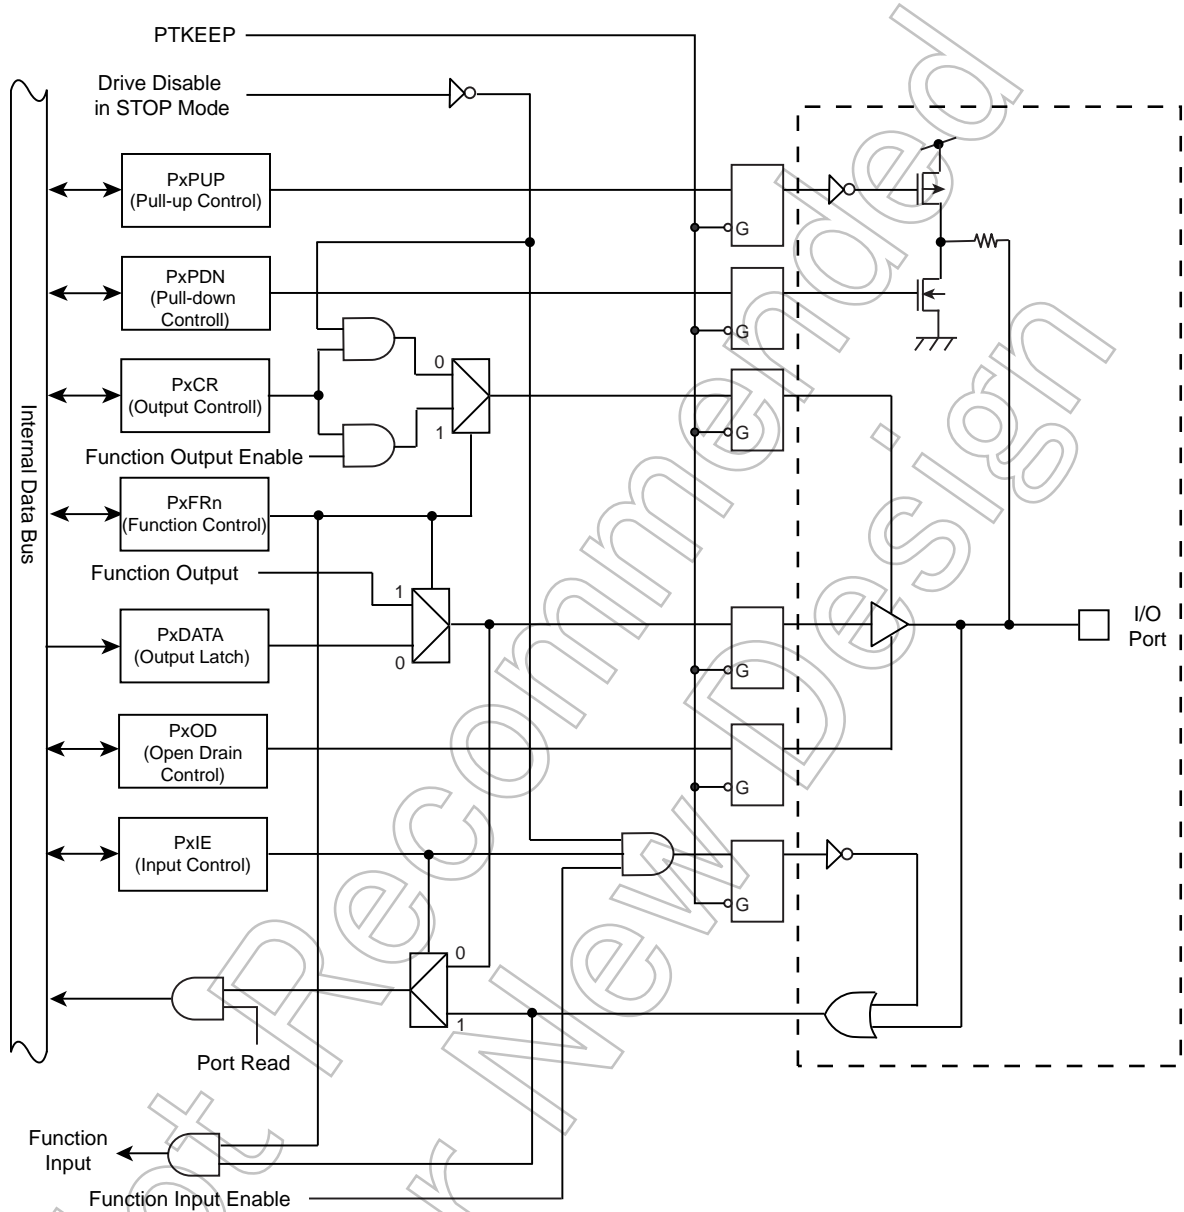 PTKEEP
Drive Disable
in STOP Mode
PxPUP
(Pull-up Control)
G
PxPDN
(Pull-down
Controll)
G
PxCR
(Output Controll)
0
1
G
Function Output Enable
Internal Data Bus
PxFRn
(Function Control)
Function Output
1
0
PxDATA
(Output Latch)
G
I/O
Port
PxOD
(Open Drain
Control)
G
PxIE
(Input Control)
G
0
1
Port Read
Function
Input
Function Input Enable
Not Recommended
for New Design